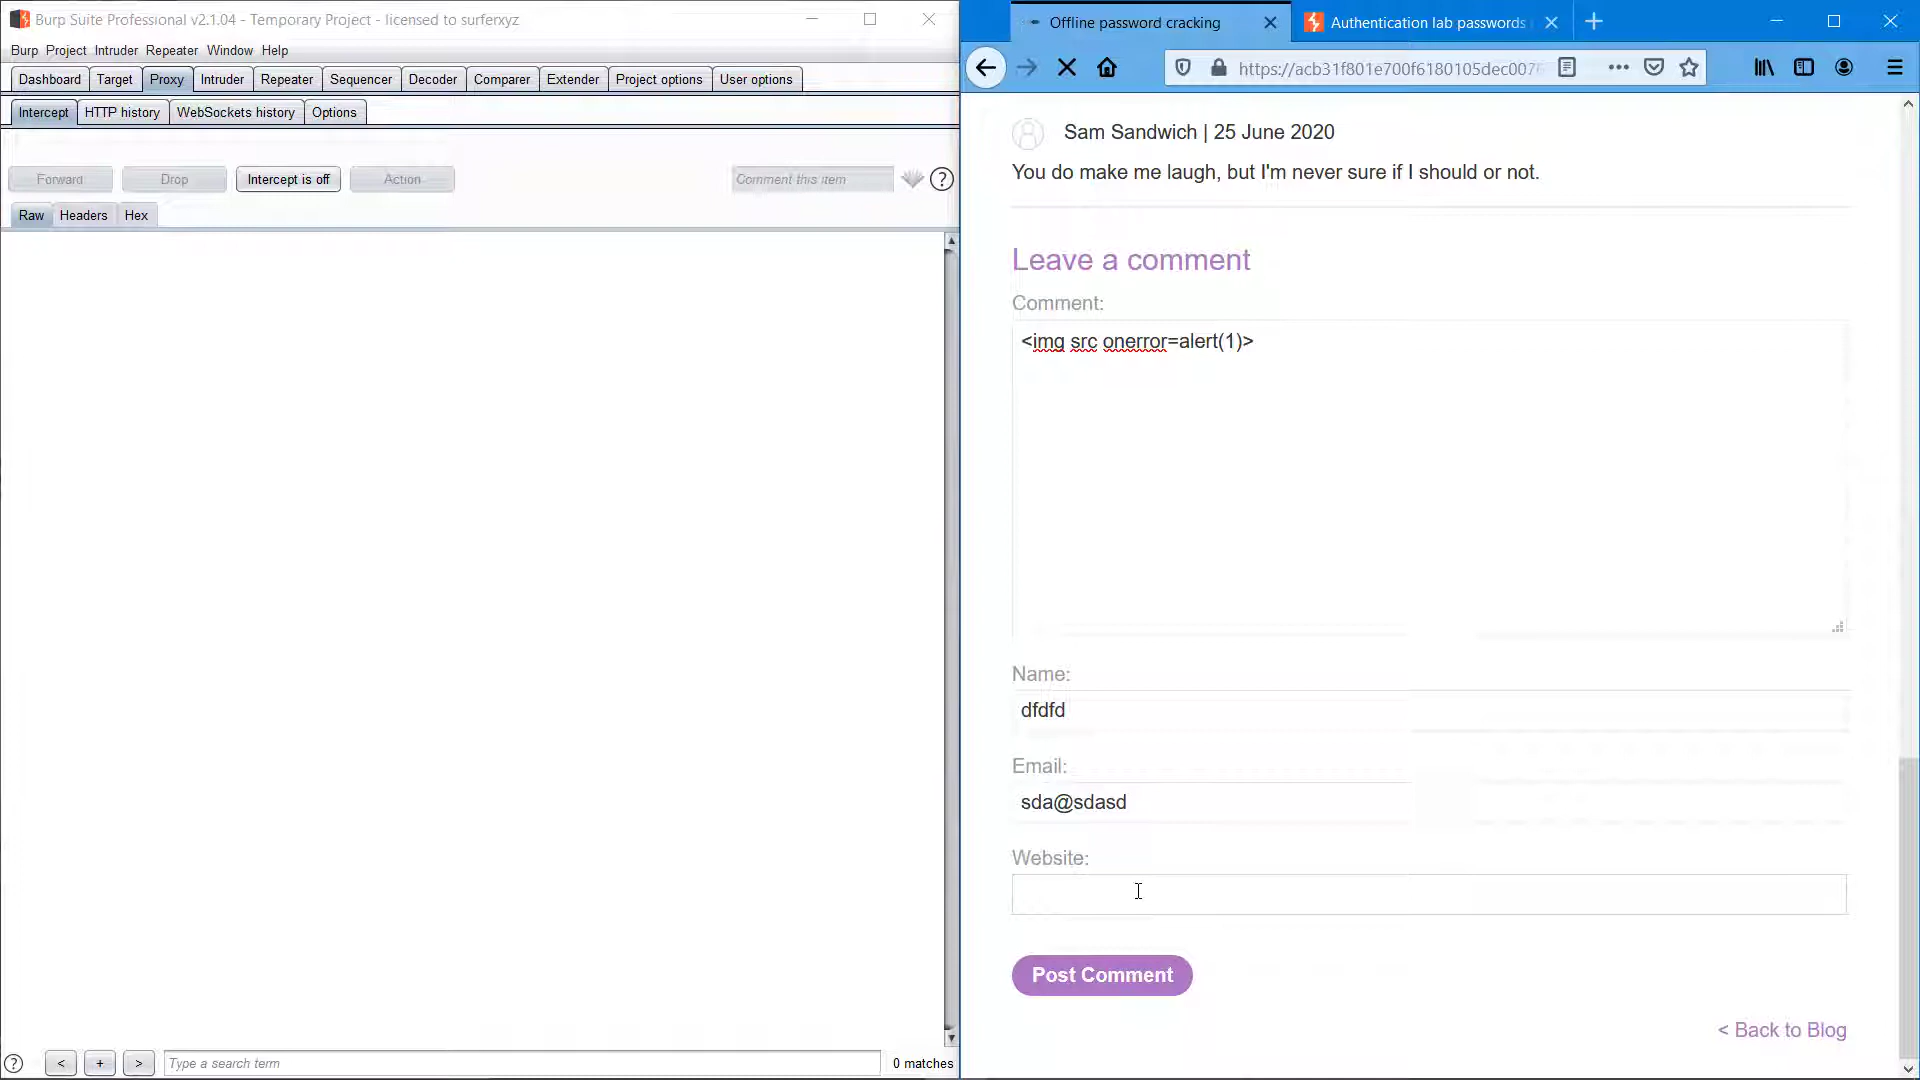 Burp Suite Professional v2.1.04 - Temporary Project - licensed to surferxyz
Burp Project Intruder Repeater Window Help
Dashboard Target Proxy Intruder Repeater Sequencer Decoder Comparer Extender Project options User options
Intercept HTTP history WebSockets history Options
Forward Drop Intercept is off Action Comment this item ?
Raw Headers Hex
? < + > Type a search term 0 matches
Offline password cracking Authentication lab passwords
https://acb31f801e700f6180105dec007
Sam Sandwich | 25 June 2020
You do make me laugh, but I'm never sure if I should or not.
Leave a comment
Comment:
<img src onerror=alert(1)>
Name:
dfdfd
Email:
sda@sdasd
Website:
Post Comment
< Back to Blog